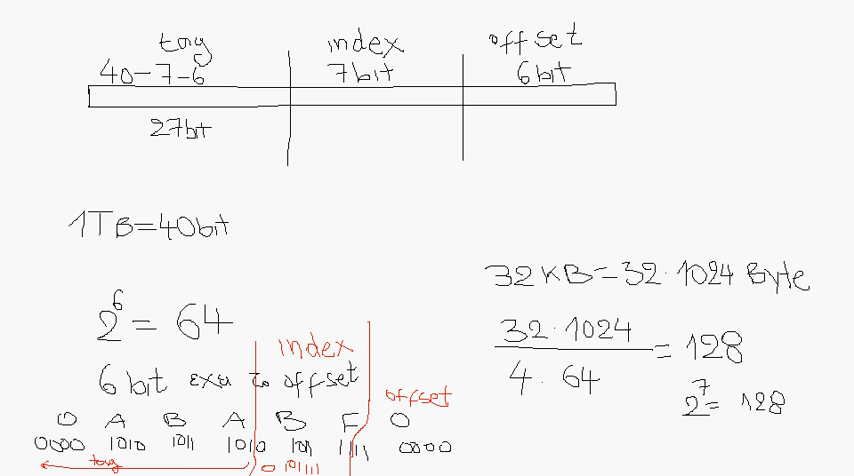 tag index offset
40-7-6 7bit 6bit
27bit
1TB=40bit
32KB=32·1024 Byte
2^6 = 64
32·1024 / 4·64 = 128
2^7 = 128
index
6 bit offset
offset
0 A B A B F 0
0000 1010 1011 1010 1011 1111 0000
tag 0 101111